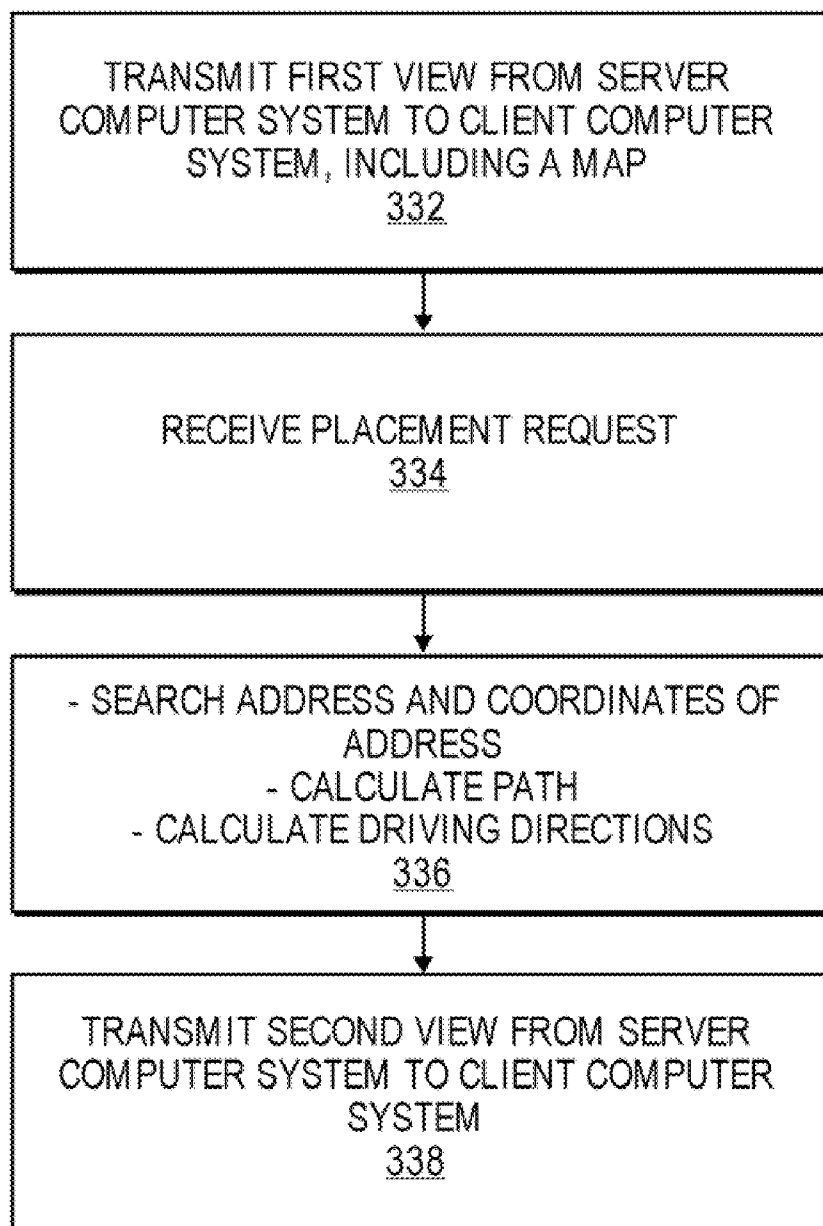 TRANSMIT FIRST VIEW FROM SERVER
COMPUTER SYSTEM TO CLIENT COMPUTER
SYSTEM, INCLUDING A MAP
332
RECEIVE PLACEMENT REQUEST
334
- SEARCH ADDRESS AND COORDINATES OF
ADDRESS
- CALCULATE PATH
- CALCULATE DRIVING DIRECTIONS
336
TRANSMIT SECOND VIEW FROM SERVER
COMPUTER SYSTEM TO CLIENT COMPUTER
SYSTEM
338